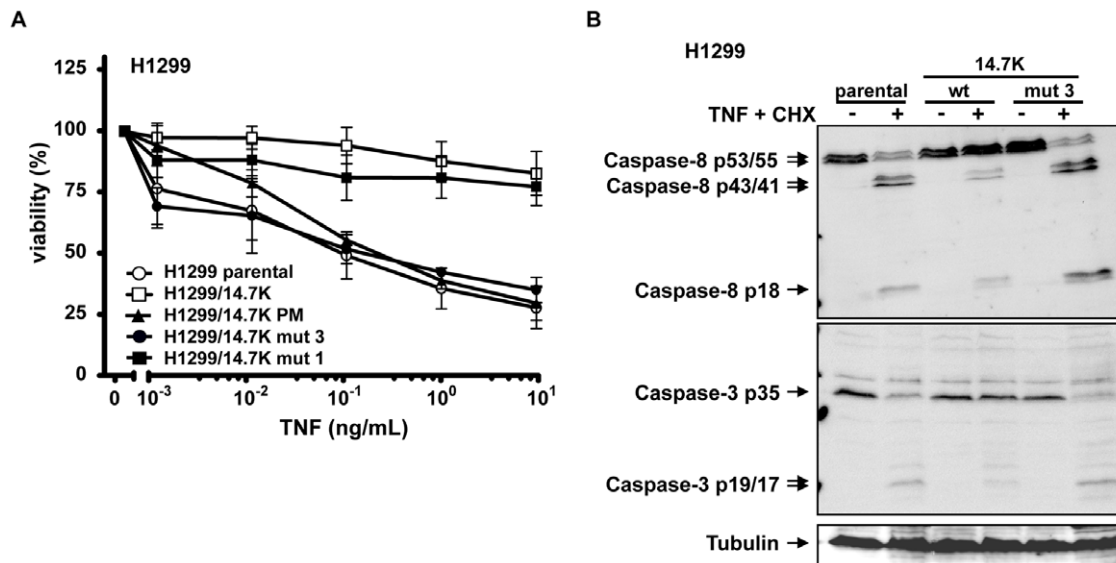 A
H1299
125
100
75
50
25
0
viability (%)
H1299 parental
H1299/14.7K
H1299/14.7K PM
H1299/14.7K mut 3
H1299/14.7K mut 1
0 10-3 10-2 10-1 10⁰ 10¹
TNF (ng/mL)
B
H1299
14.7K
parental wt mut 3
TNF + CHX - + - + - +
Caspase-8 p53/55
Caspase-8 p43/41
Caspase-8 p18
Caspase-3 p35
Caspase-3 p19/17
Tubulin